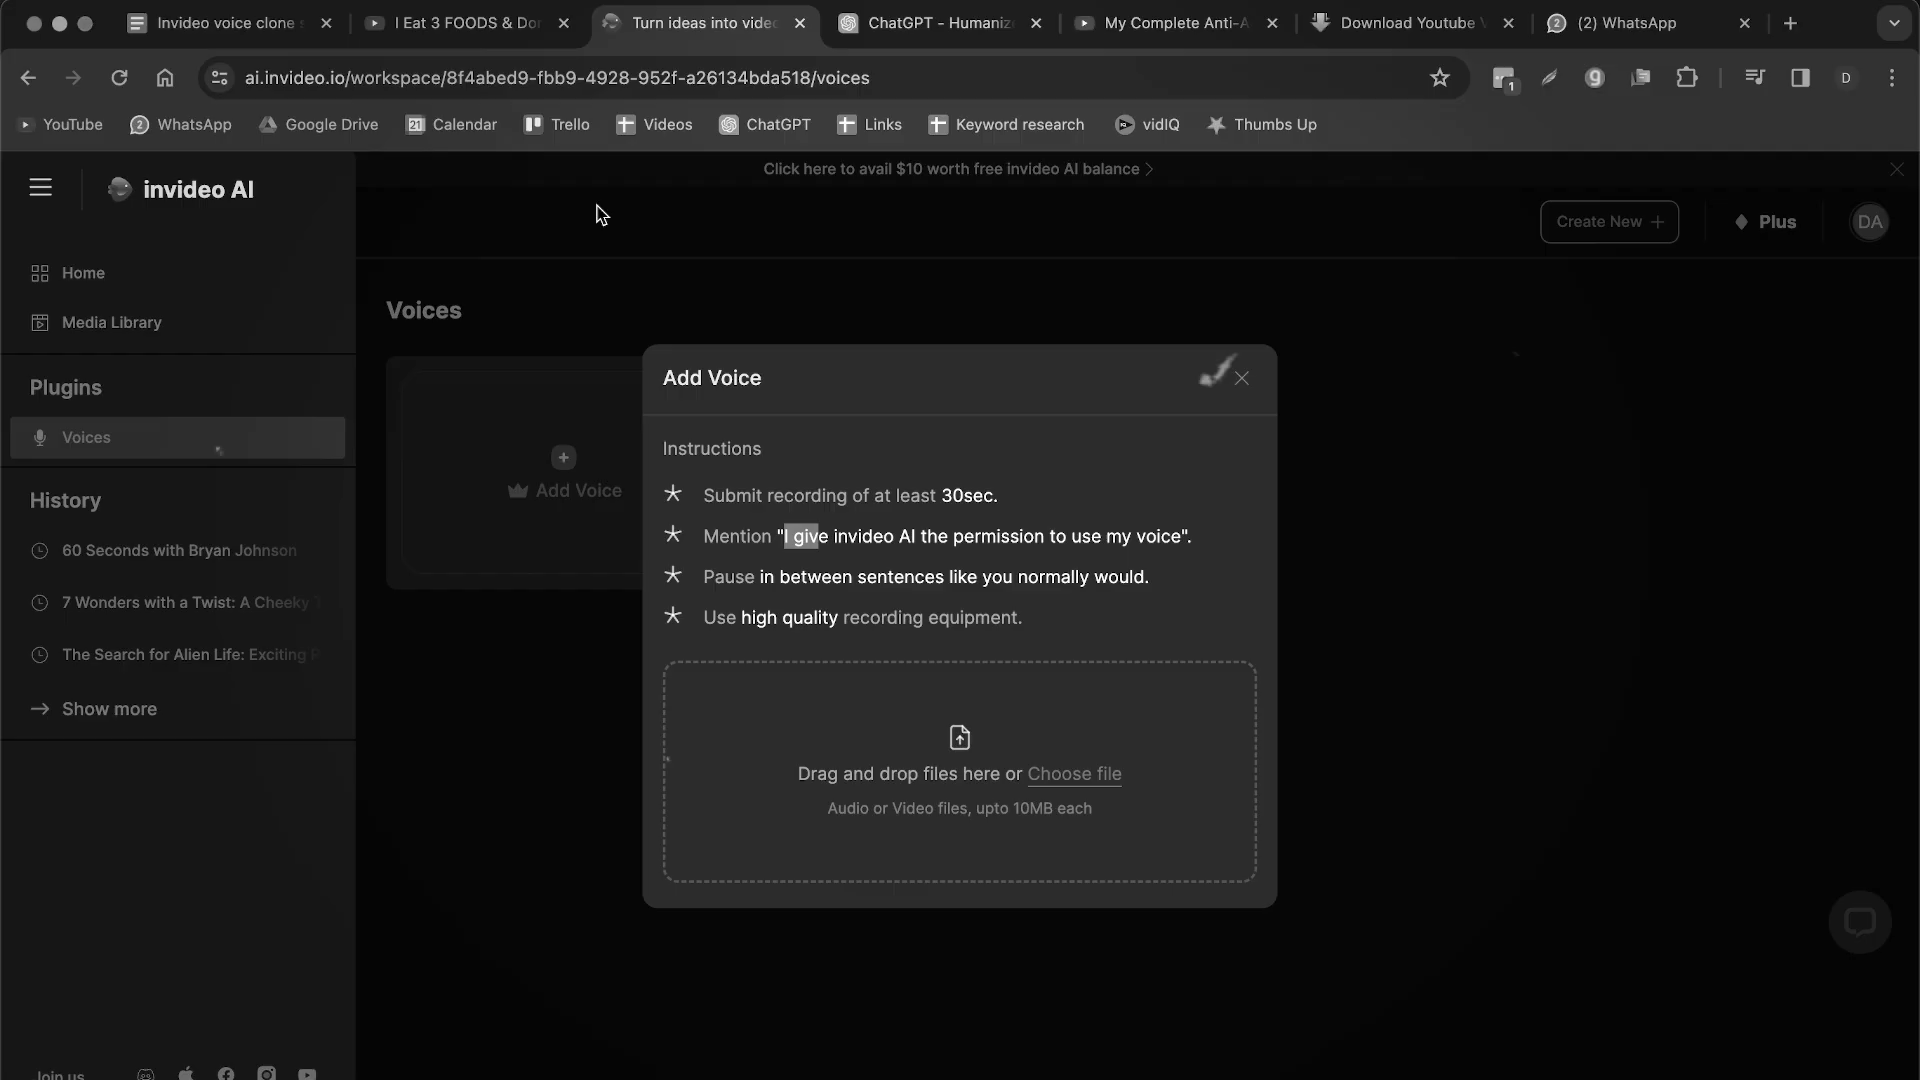 Invideo voice clone
I Eat 3 FOODS & Dor
Turn ideas into vide
ChatGPT - Humaniz
My Complete Anti-A
Download Youtube
(2) WhatsApp
ai.invideo.io/workspace/8f4abed9-fbb9-4928-952f-a26134bda518/voices
1
D
YouTube
2 WhatsApp
Google Drive
21 Calendar
Trello
Videos
ChatGPT
Links
Keyword research
vidIQ
Thumbs Up
Click here to avail $10 worth free invideo AI balance >
invideo AI
Create New +
Plus
DA
Home
Media Library
Plugins
Voices
History
60 Seconds with Bryan Johnson
7 Wonders with a Twist: A Cheeky
The Search for Alien Life: Exciting
Show more
Join us
Voices
Add Voice
Add Voice
Instructions
Submit recording of at least 30sec.
Mention "I give invideo AI the permission to use my voice".
Pause in between sentences like you normally would.
Use high quality recording equipment.
Drag and drop files here or Choose file
Audio or Video files, upto 10MB each